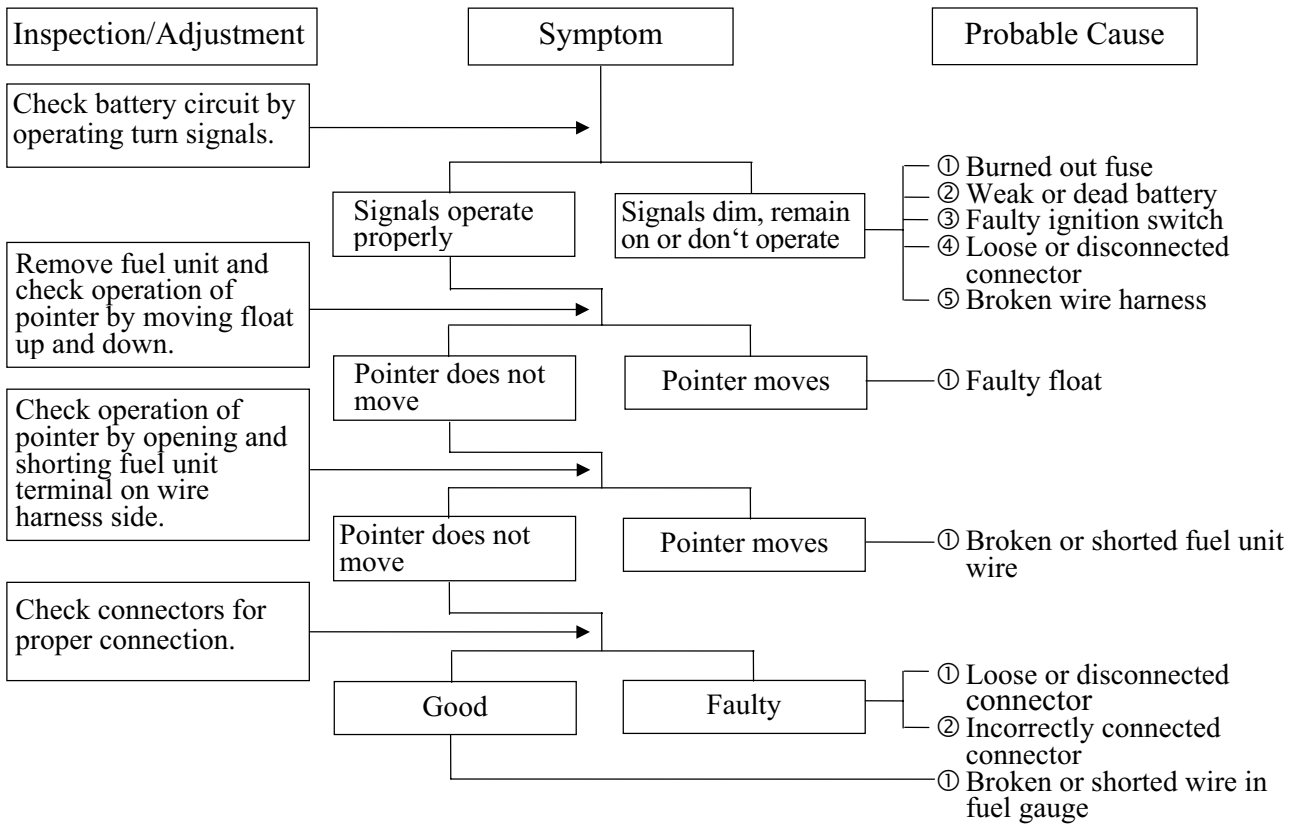 Inspection/Adjustment
Symptom
Probable Cause
Check battery circuit by
operating turn signals.
Signals operate
properly
Signals dim, remain
on or don‘t operate
① Burned out fuse
② Weak or dead battery
③ Faulty ignition switch
④ Loose or disconnected
connector
⑤ Broken wire harness
Remove fuel unit and
check operation of
pointer by moving float
up and down.
Pointer does not
move
Pointer moves
① Faulty float
Check operation of
pointer by opening and
shorting fuel unit
terminal on wire
harness side.
Pointer does not
move
Pointer moves
① Broken or shorted fuel unit
wire
Check connectors for
proper connection.
Good
Faulty
① Loose or disconnected
connector
② Incorrectly connected
connector
① Broken or shorted wire in
fuel gauge